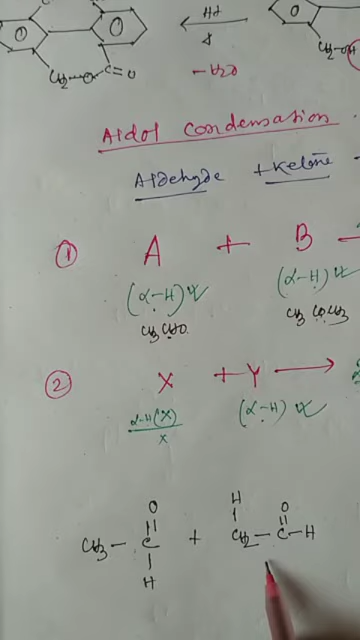 H+
Δ
-H2O
CH2—O—C=O
CH2-OH
Aldol Condensation
Aldehyde + Ketone
① A + B
(α-H) (α-H)
CH3CHO CH3COCH3
② X + Y →
α-H(X) (α-H)
x
O H O
CH3 - C + CH2 - C - H
H